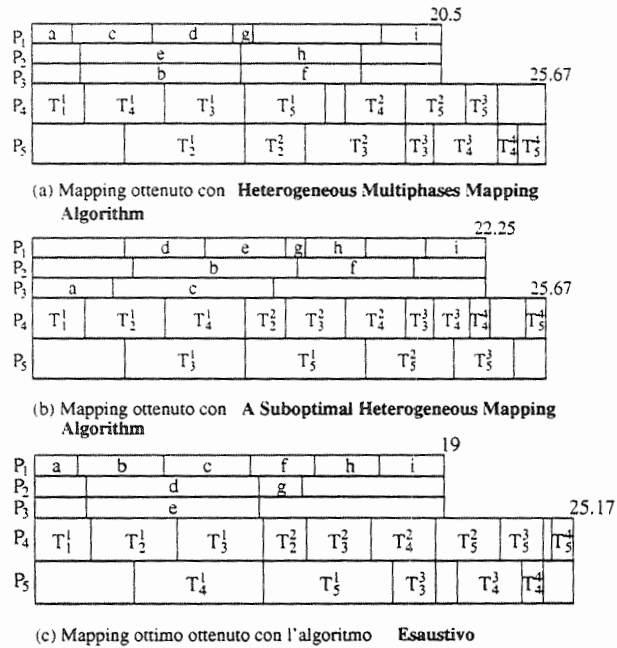 20.5
P1 a c d g i
P2 e h
P3 b f
25.67
P4 T₁¹ T₄¹ T₃¹ T₅¹ T₄² T₅² T₅³
P5 T₂¹ T₂² T₃² T₃³ T₄³ T₄⁴ T₅⁴
(a) Mapping ottenuto con Heterogeneous Multiphases Mapping
Algorithm
22.25
P1 d e g h i
P2 b f
P3 a c
25.67
P4 T₁¹ T₂¹ T₄¹ T₂² T₃² T₄² T₃³ T₄³ T₄⁴ T₅⁴
P5 T₃¹ T₅¹ T₅² T₅³
(b) Mapping ottenuto con A Suboptimal Heterogeneous Mapping
Algorithm
19
P1 a b c f h i
P2 d g
P3 e
25.17
P4 T₁¹ T₂¹ T₃¹ T₂² T₃² T₄² T₅² T₅³ T₅⁴
P5 T₄¹ T₅¹ T₃³ T₄³ T₄⁴
(c) Mapping ottimo ottenuto con l'algoritmo Esaustivo